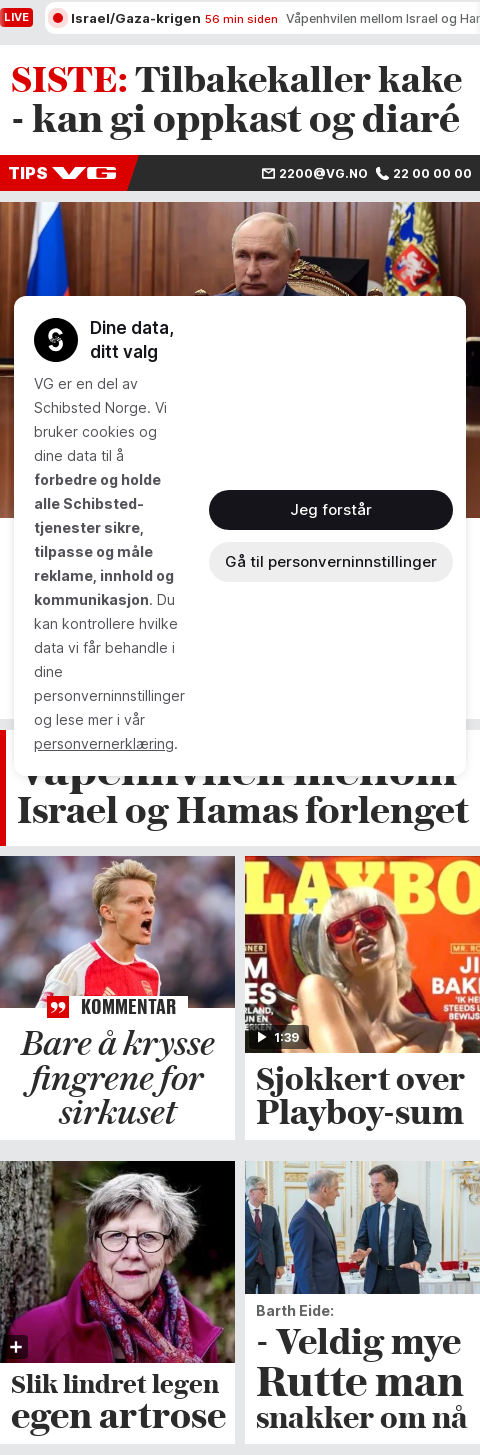 LIVE
Israel/Gaza-krigen 56 min siden Våpenhvilen mellom Israel og Ham
SISTE: Tilbakekaller kake
- kan gi oppkast og diaré
TIPS VG
2200@VG.NO 22 00 00 00
Dine data,
ditt valg
VG er en del av
Schibsted Norge. Vi
bruker cookies og
dine data til å
forbedre og holde
alle Schibsted-
tjenester sikre,
tilpasse og måle
reklame, innhold og
kommunikasjon. Du
kan kontrollere hvilke
data vi får behandle i
dine
personverninnstillinger
og lese mer i vår
personvernerklæring.
Jeg forstår
Gå til personverninnstillinger
Våpenhvilen mellom
Israel og Hamas forlenget
KOMMENTAR
Bare å krysse
fingrene for
sirkuset
LAYBO
MR. RO
JI
BAKE
1:39
Sjokkert over
Playboy-sum
Slik lindret legen
egen artrose
Barth Eide:
- Veldig mye
Rutte man
snakker om nå